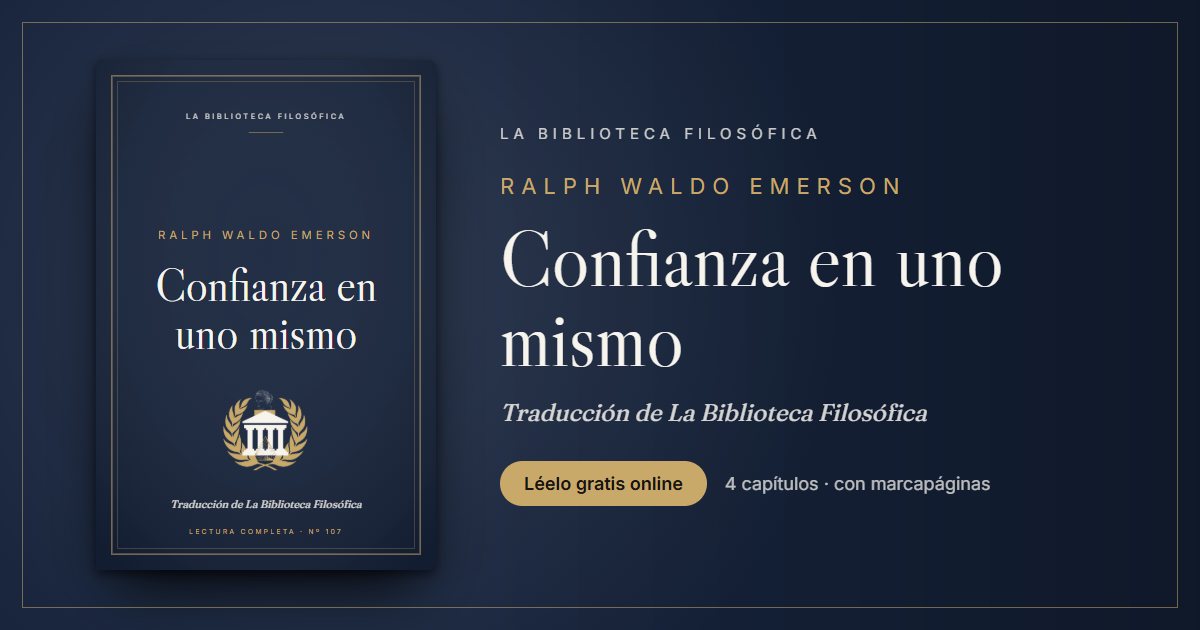 LA BIBLIOTECA FILOSÓFICA
RALPH WALDO EMERSON
Confianza en
uno mismo
Traducción de La Biblioteca Filosófica
LECTURA COMPLETA · Nº 107
LA BIBLIOTECA FILOSÓFICA
RALPH WALDO EMERSON
Confianza en uno
mismo
Traducción de La Biblioteca Filosófica
Léelo gratis online
4 capítulos · con marcapáginas